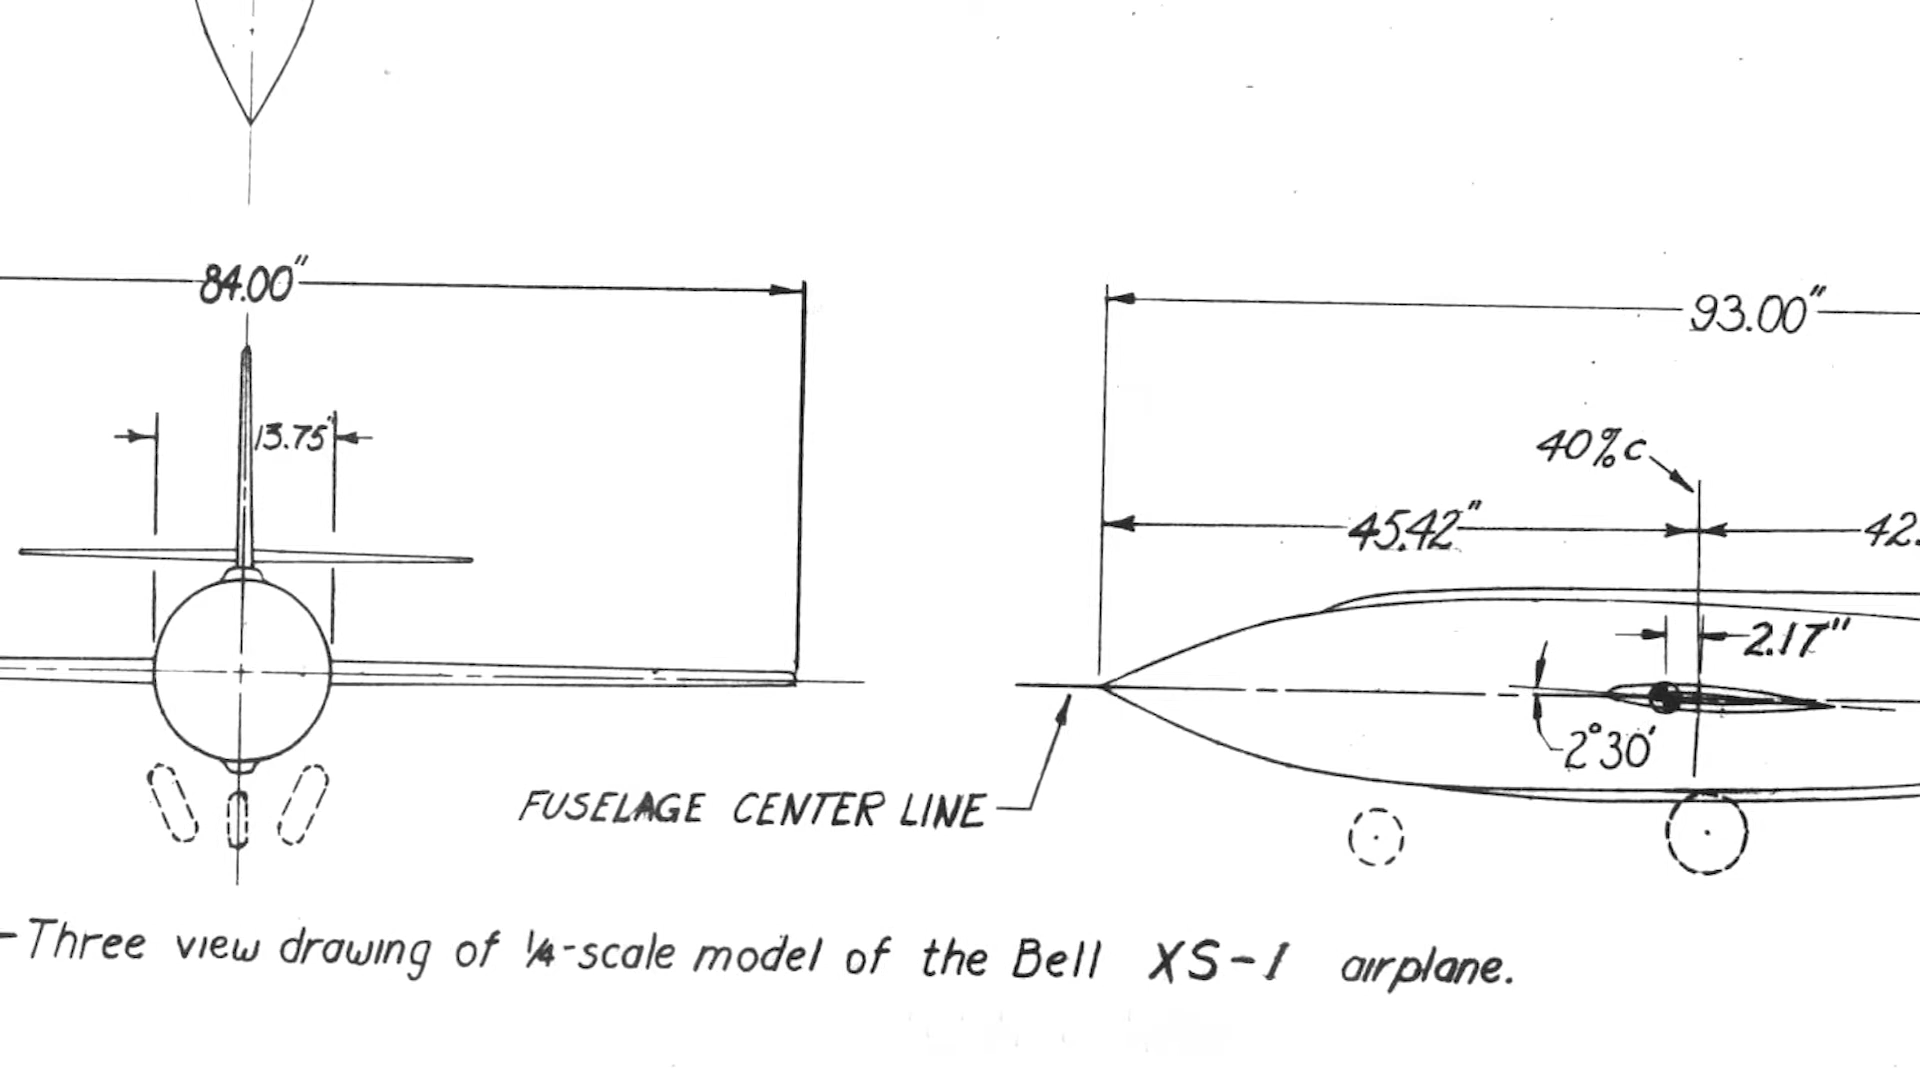 84.00"
93.00"
13.75"
40%c
45.42"
42.
2.17"
2°30'
FUSELAGE CENTER LINE
-Three view drawing of ¼-scale model of the Bell XS-1 airplane.